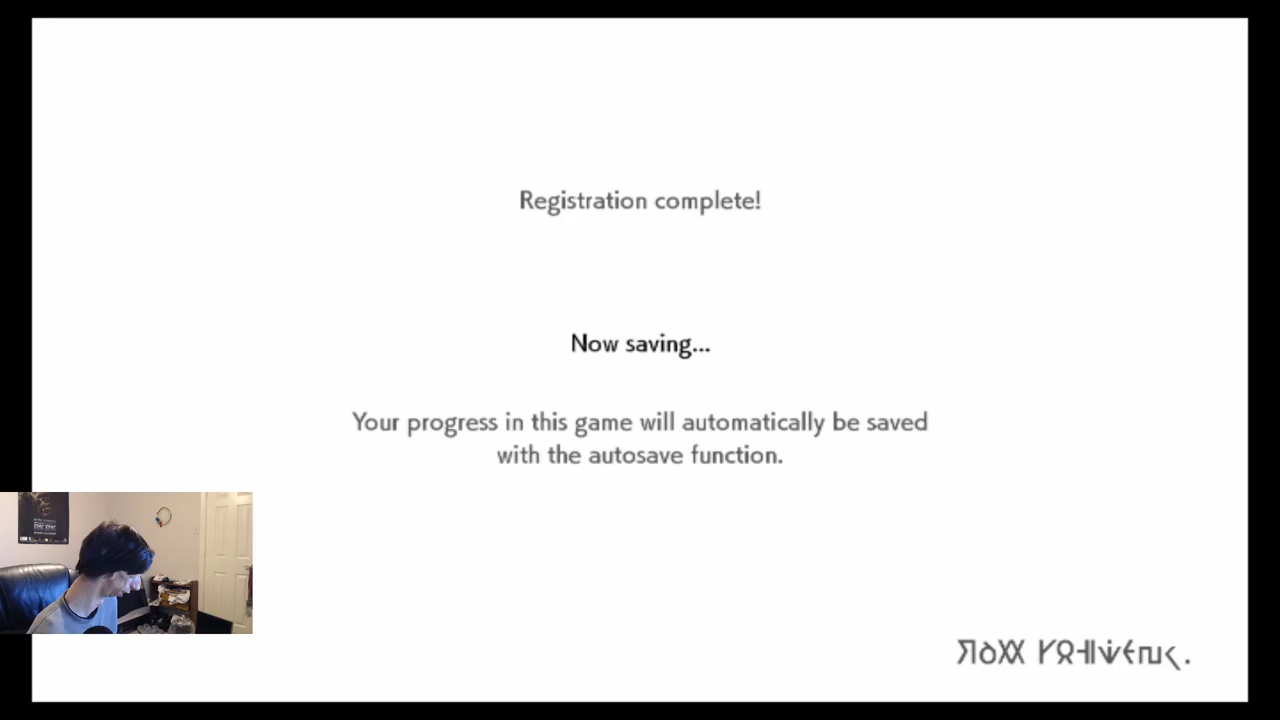 Registration complete!
Now saving...
Your progress in this game will automatically be saved
with the autosave function.